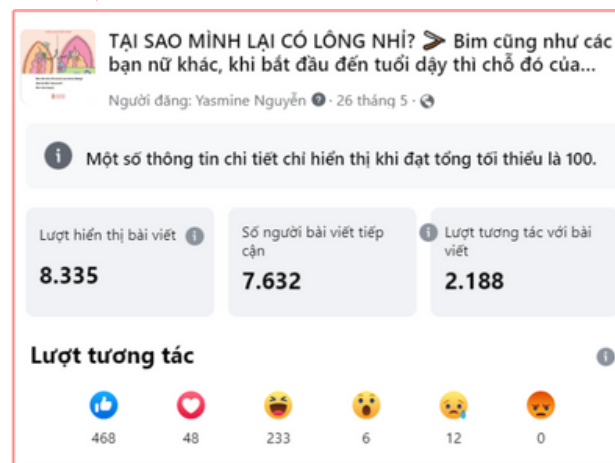 TẠI SAO MÌNH LẠI CÓ LÔNG NHỈ? ➣ Bim cũng như các
bạn nữ khác, khi bắt đầu đến tuổi dậy thì chỗ đó của...
Người đăng: Yasmine Nguyễn · 26 tháng 5 ·
Một số thông tin chi tiết chỉ hiển thị khi đạt tổng tối thiểu là 100.
Lượt hiển thị bài viết
8.335
Số người bài viết tiếp
cận
7.632
Lượt tương tác với bài
viết
2.188
Lượt tương tác
468 48 233 6 12 0